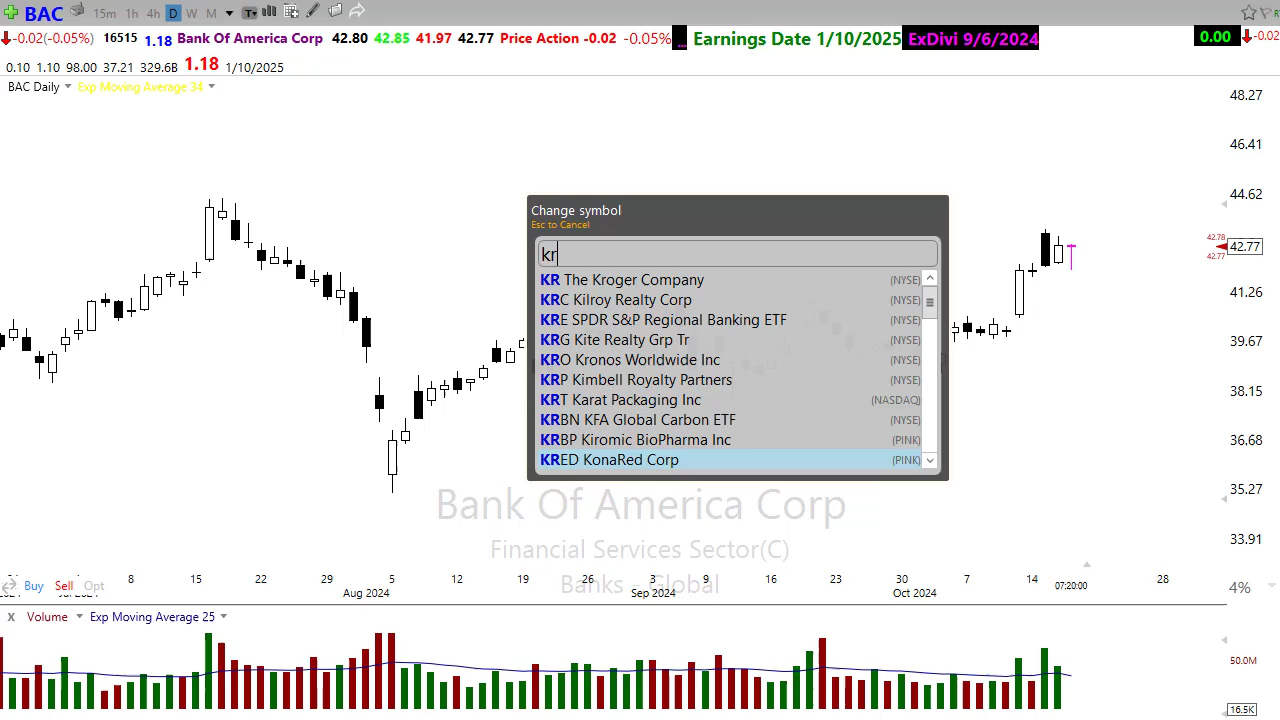 BAC 15m 1h 4h D W M T
-0.02(-0.05%) 16515 1.18 Bank Of America Corp 42.80 42.85 41.97 42.77 Price Action -0.02 -0.05% ... Earnings Date 1/10/2025 ExDivi 9/6/2024 0.00 -0.02
0.10 1.10 98.00 37.21 329.6B 1.18 1/10/2025
BAC Daily Exp Moving Average 34
48.27
46.41
44.62
42.78
42.77
42.77
41.26
39.67
38.15
36.68
35.27
33.91
Change symbol
Esc to Cancel
kr
KR The Kroger Company (NYSE)
KRC Kilroy Realty Corp (NYSE)
KRE SPDR S&P Regional Banking ETF (NYSE)
KRG Kite Realty Grp Tr (NYSE)
KRO Kronos Worldwide Inc (NYSE)
KRP Kimbell Royalty Partners (NYSE)
KRT Karat Packaging Inc (NASDAQ)
KRBN KFA Global Carbon ETF (NYSE)
KRBP Kiromic BioPharma Inc (PINK)
KRED KonaRed Corp (PINK)
Bank Of America Corp
Financial Services Sector(C)
Banks - Global
8 15 22 29 5 12 19 26 3 9 16 23 30 7 14 28
Aug 2024 Sep 2024 Oct 2024 07:20:00
Buy Sell Opt 4%
X Volume Exp Moving Average 25
50.0M
16.5K